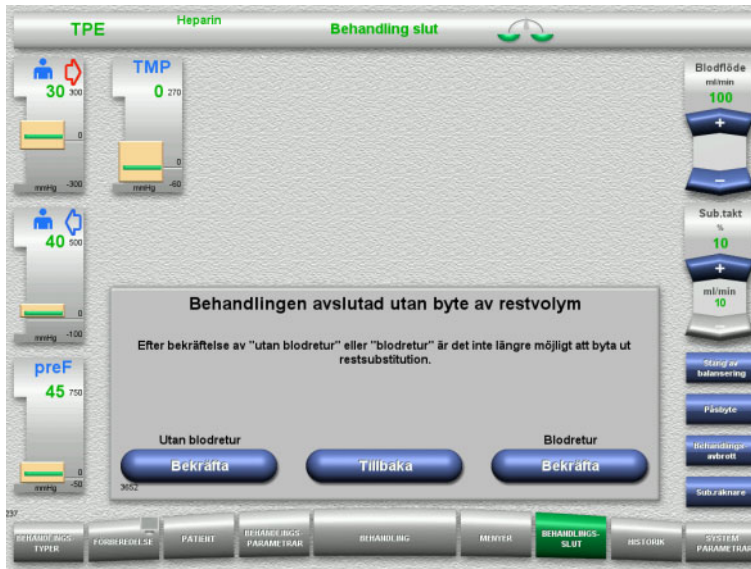 TPE
Heparin
Behandling slut
30
300
0
-300
mmHg
TMP
0
270
0
-60
mmHg
40
500
-100
mmHg
preF
45
750
0
-50
mmHg
Blodflöde
ml/min
100
+
−
Sub.takt
%
10
+
ml/min
10
−
Behandlingen avslutad utan byte av restvolym
Efter bekräftelse av "utan blodretur" eller "blodretur" är det inte längre möjligt att byta ut
restsubstitution.
Utan blodretur
Bekräfta
Tillbaka
Blodretur
Bekräfta
3652
Stäng av
balansering
Påsbyte
Behandlings-
avbrott
Sub.räknare
237
BEHANDLINGS-
TYPER
FÖRBEREDELSE
PATIENT
BEHANDLINGS-
PARAMETRAR
BEHANDLING
MENYER
BEHANDLINGS-
SLUT
HISTORIK
SYSTEM
PARAMETRAR